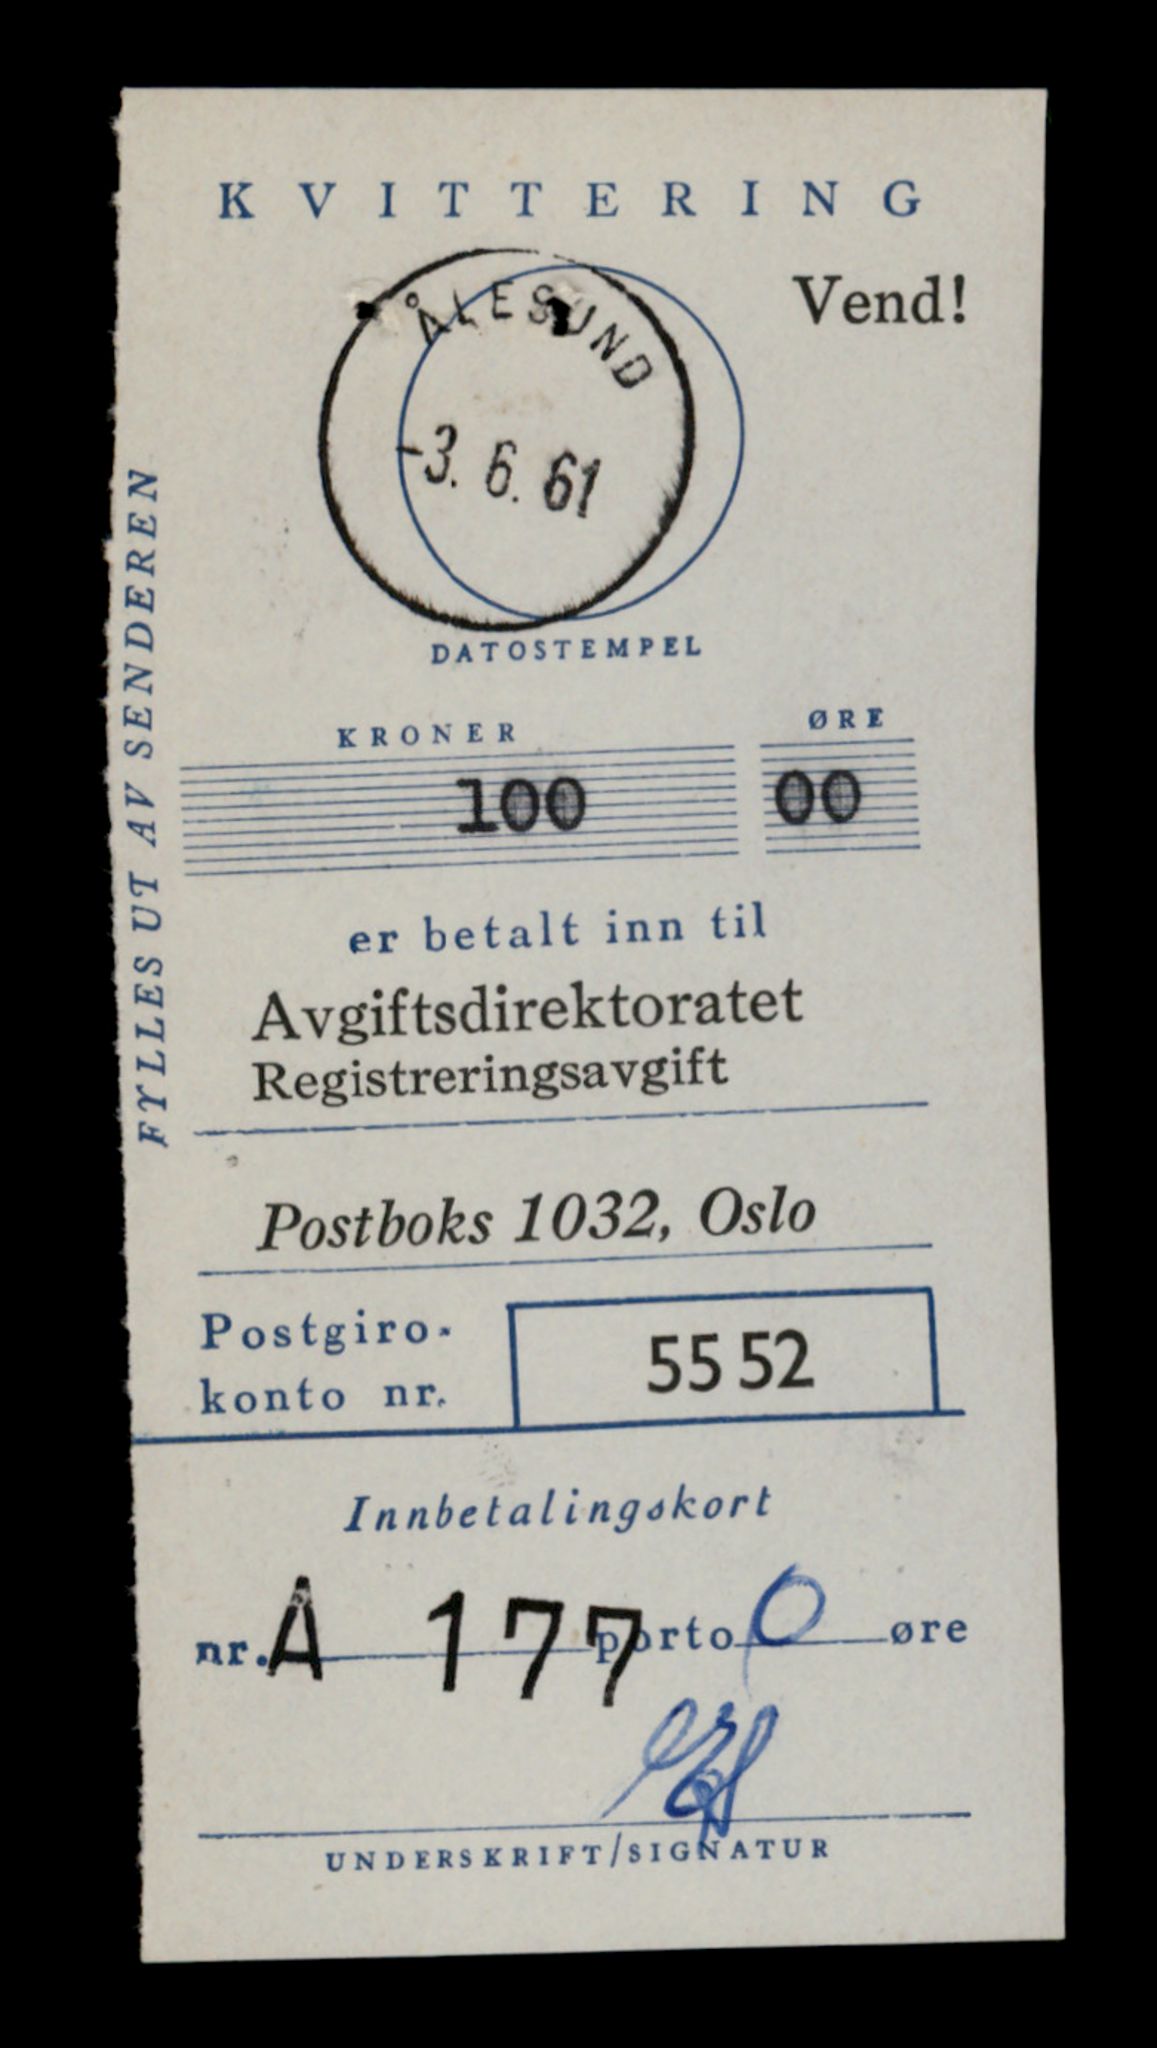 KVITTERING
Vend!
ÅLESUND
-3. 6. 61
DATOSTEMPEL
FYLLES UT AV SENDEREN
KRONER ØRE
100 00
er betalt inn til
Avgiftsdirektoratet
Registreringsavgift
Postboks 1032, Oslo
Postgiro-
konto nr.
55 52
Innbetalingskort
nr. A 177 porto 0 øre
UNDERSKRIFT/SIGNATUR